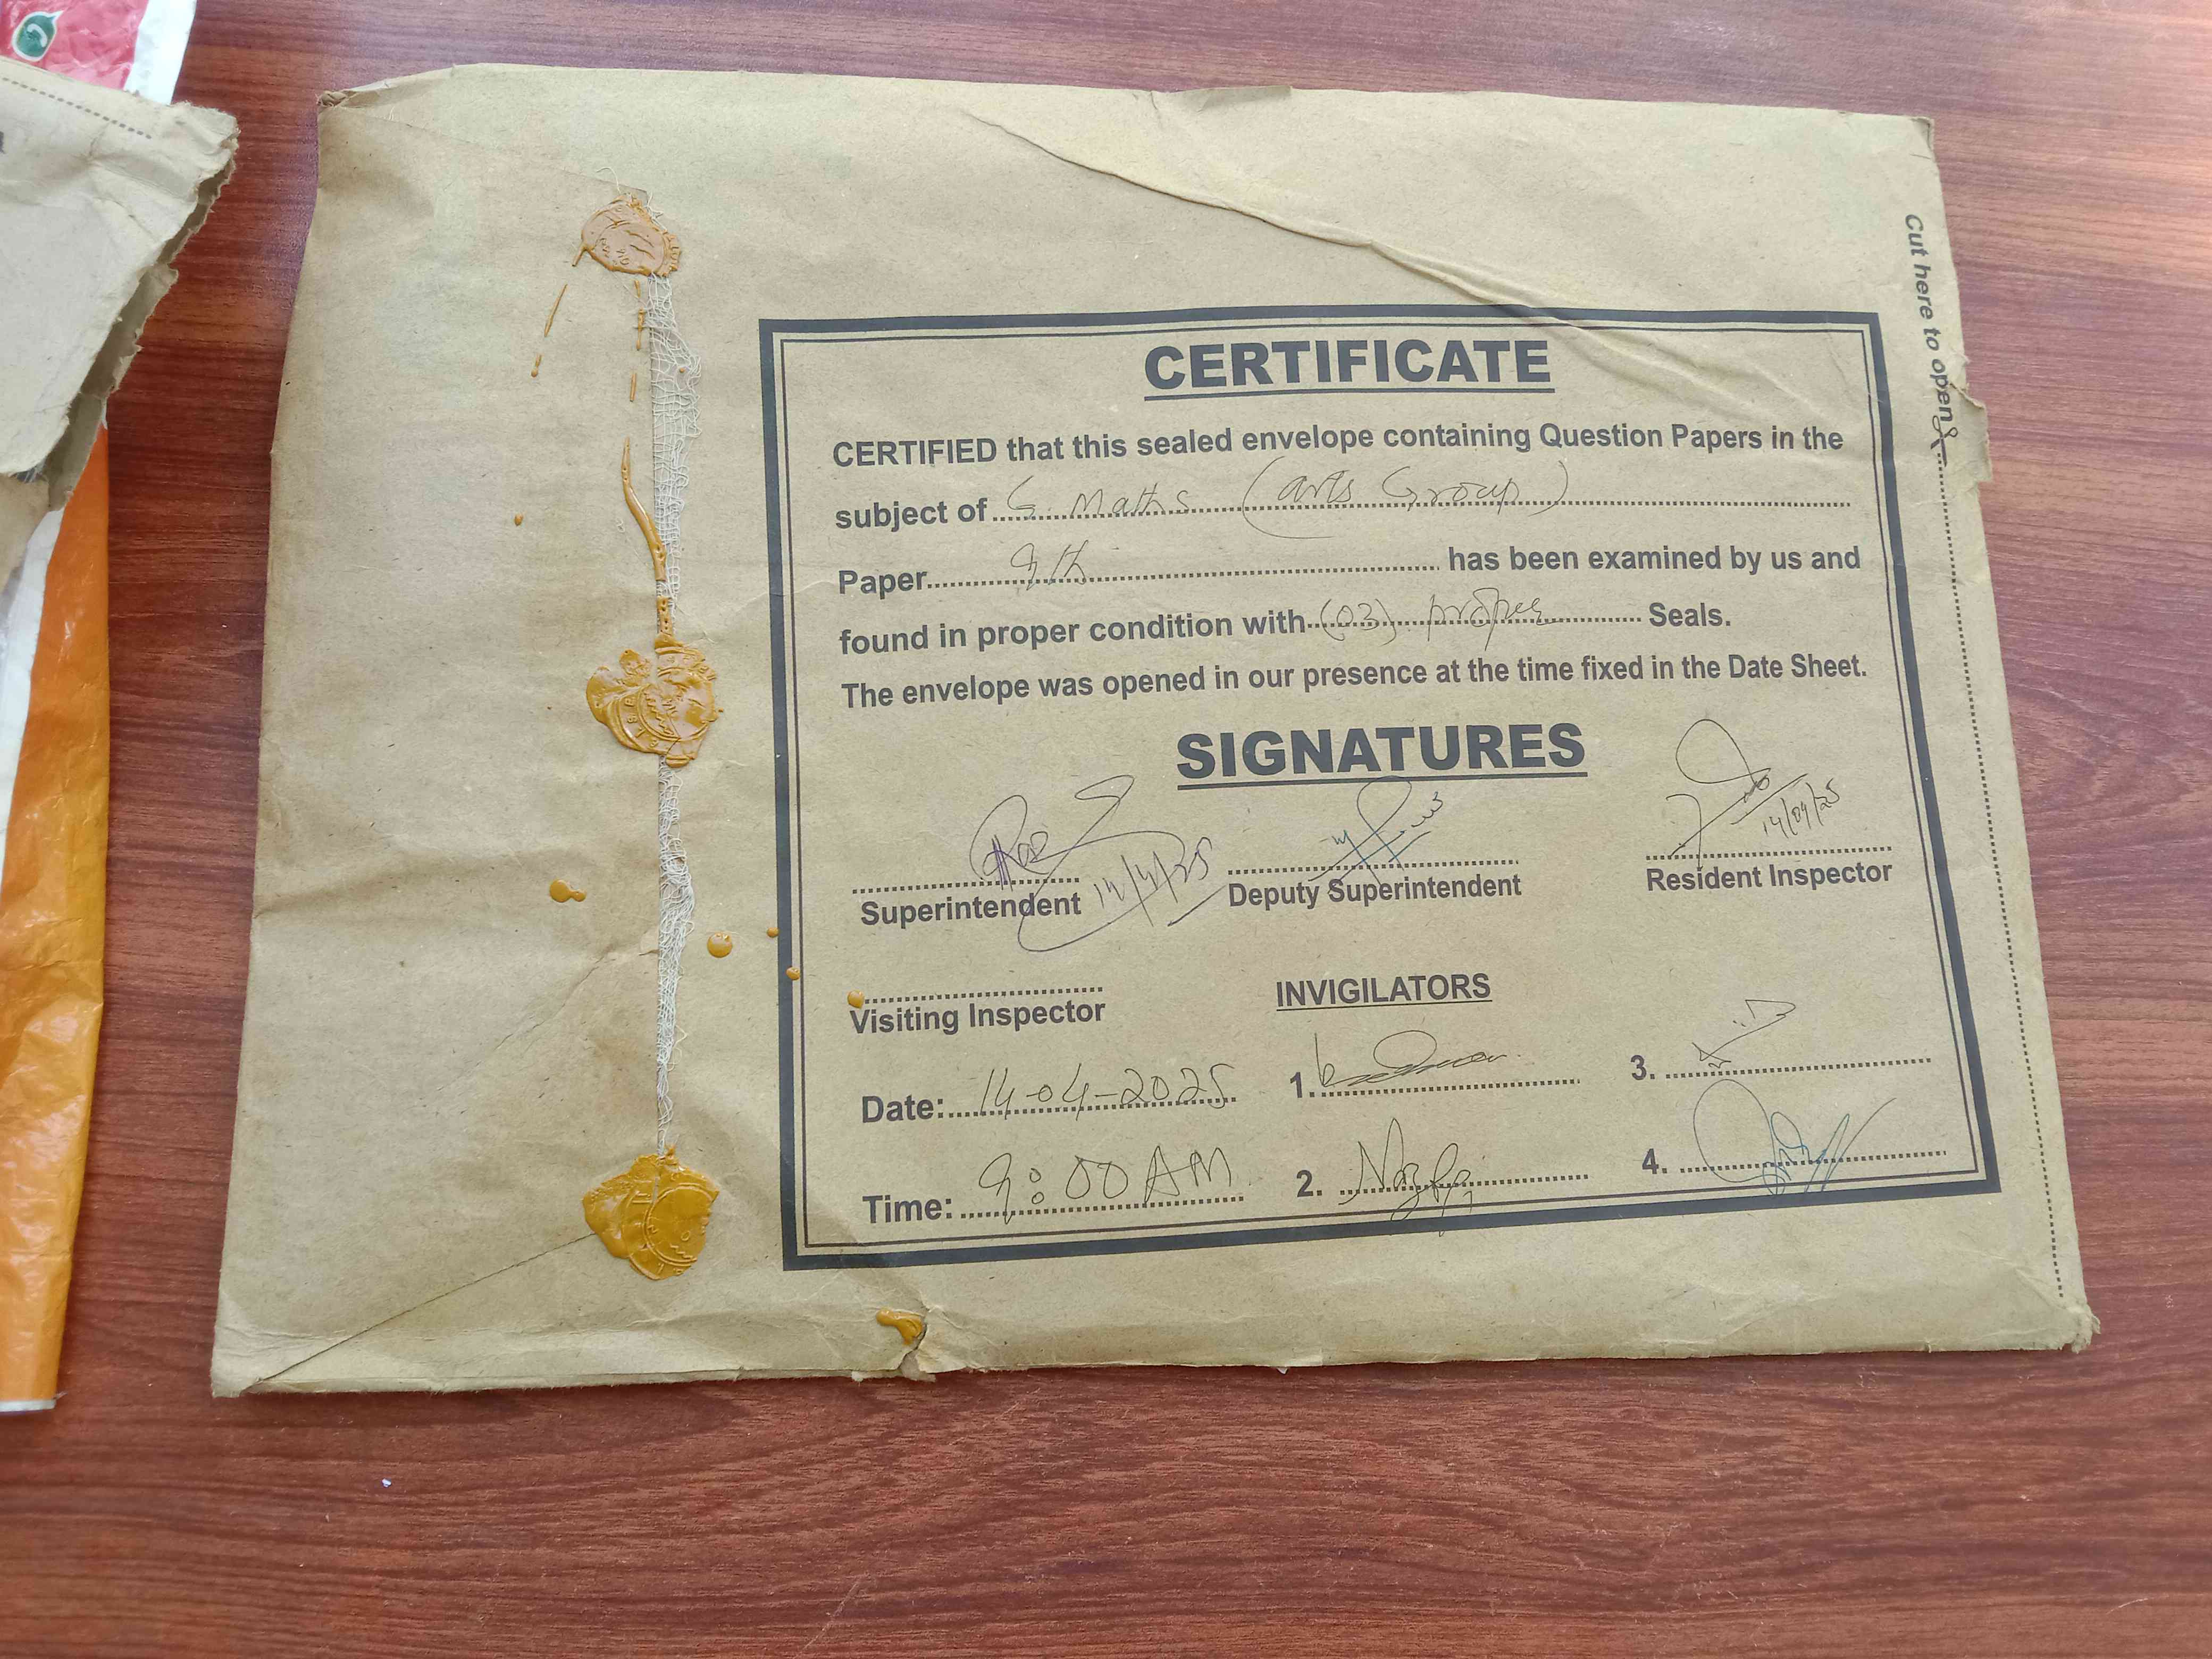 CERTIFICATE
CERTIFIED that this sealed envelope containing Question Papers in the
subject of G. Maths (Arts Group)
Paper 9th has been examined by us and
found in proper condition with (03) proper Seals.
The envelope was opened in our presence at the time fixed in the Date Sheet.
SIGNATURES
14/4/25
14/04/25
Superintendent
Deputy Superintendent
Resident Inspector
Visiting Inspector
INVIGILATORS
Date: 14-04-2025
1.
3.
Time: 9:00 AM
2.
4.
Cut here to open